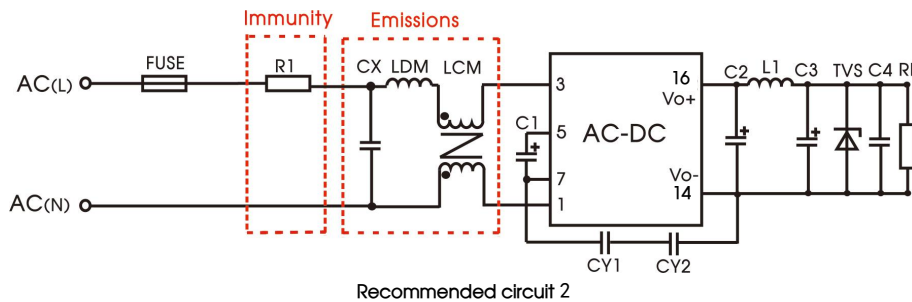 Immunity
Emissions
FUSE
R1
CX
LDM
LCM
AC(L)
AC(N)
C1
3
5
7
1
AC-DC
16
Vo+
Vo-
14
C2
L1
C3
TVS
C4
CY1
CY2
Recommended circuit 2